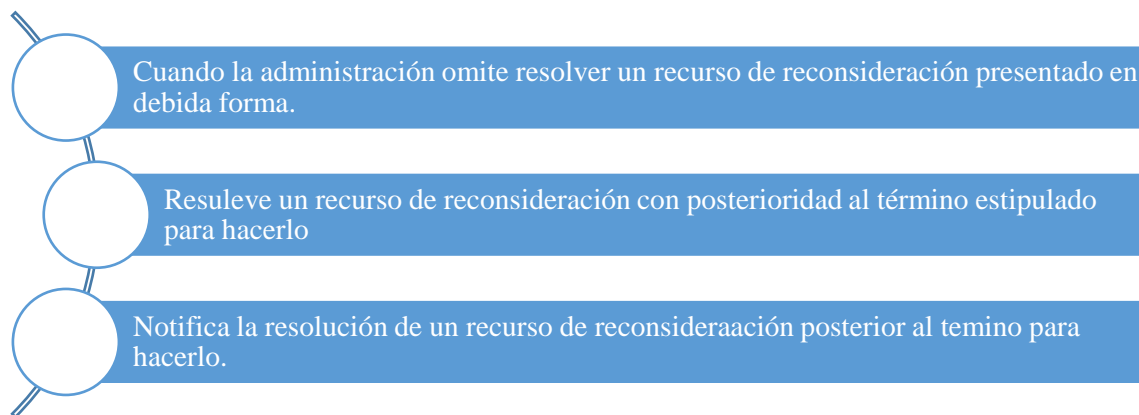 Cuando la administración omite resolver un recurso de reconsideración presentado en
debida forma.
Resuleve un recurso de reconsideración con posterioridad al término estipulado
para hacerlo
Notifica la resolución de un recurso de reconsideraación posterior al temino para
hacerlo.